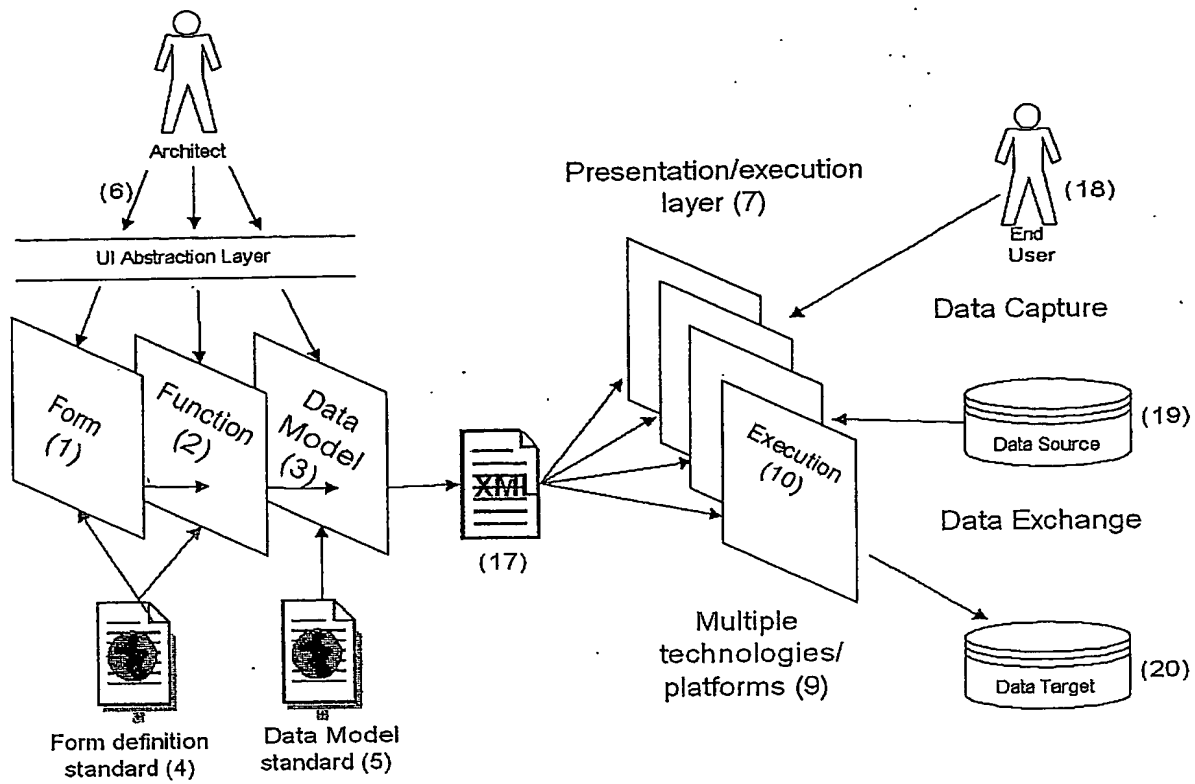 Architect
(6)
UI Abstraction Layer
Form
(1)
Function
(2)
Data
Model
(3)
XML
(17)
Form definition
standard (4)
Data Model
standard (5)
Presentation/execution
layer (7)
Execution
(10)
Multiple
technologies/
platforms (9)
End
User
(18)
Data Capture
Data Source
(19)
Data Exchange
Data Target
(20)